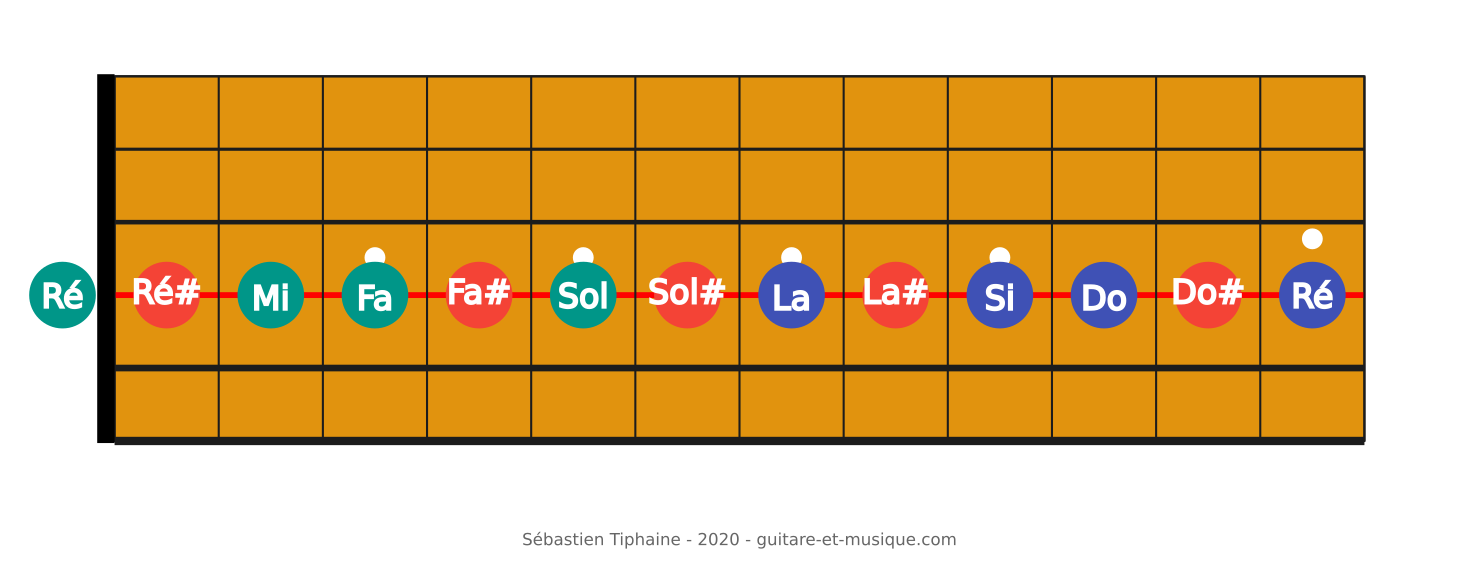 Ré Ré# Mi Fa Fa# Sol Sol# La La# Si Do Do# Ré
Sébastien Tiphaine - 2020 - guitare-et-musique.com